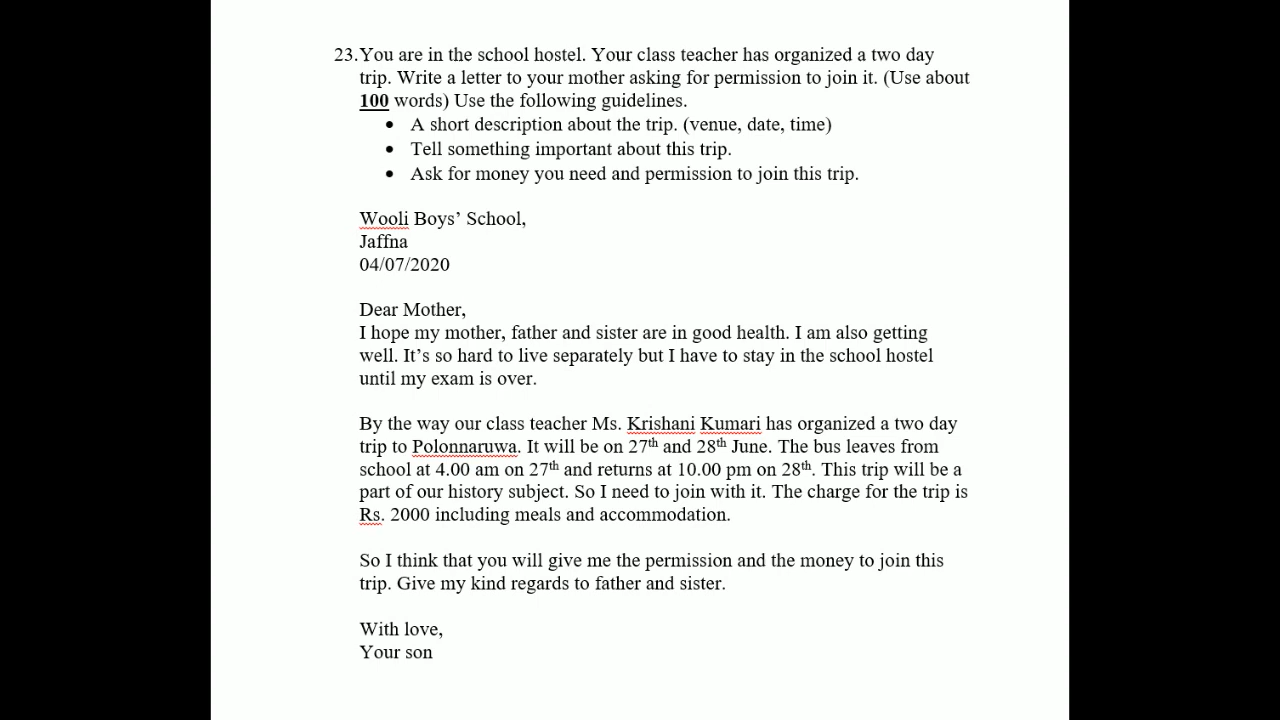 23. You are in the school hostel. Your class teacher has organized a two day
trip. Write a letter to your mother asking for permission to join it. (Use about
100 words) Use the following guidelines.
• A short description about the trip. (venue, date, time)
• Tell something important about this trip.
• Ask for money you need and permission to join this trip.
Wooli Boys’ School,
Jaffna
04/07/2020
Dear Mother,
I hope my mother, father and sister are in good health. I am also getting
well. It’s so hard to live separately but I have to stay in the school hostel
until my exam is over.
By the way our class teacher Ms. Krishani Kumari has organized a two day
trip to Polonnaruwa. It will be on 27th and 28th June. The bus leaves from
school at 4.00 am on 27th and returns at 10.00 pm on 28th. This trip will be a
part of our history subject. So I need to join with it. The charge for the trip is
Rs. 2000 including meals and accommodation.
So I think that you will give me the permission and the money to join this
trip. Give my kind regards to father and sister.
With love,
Your son